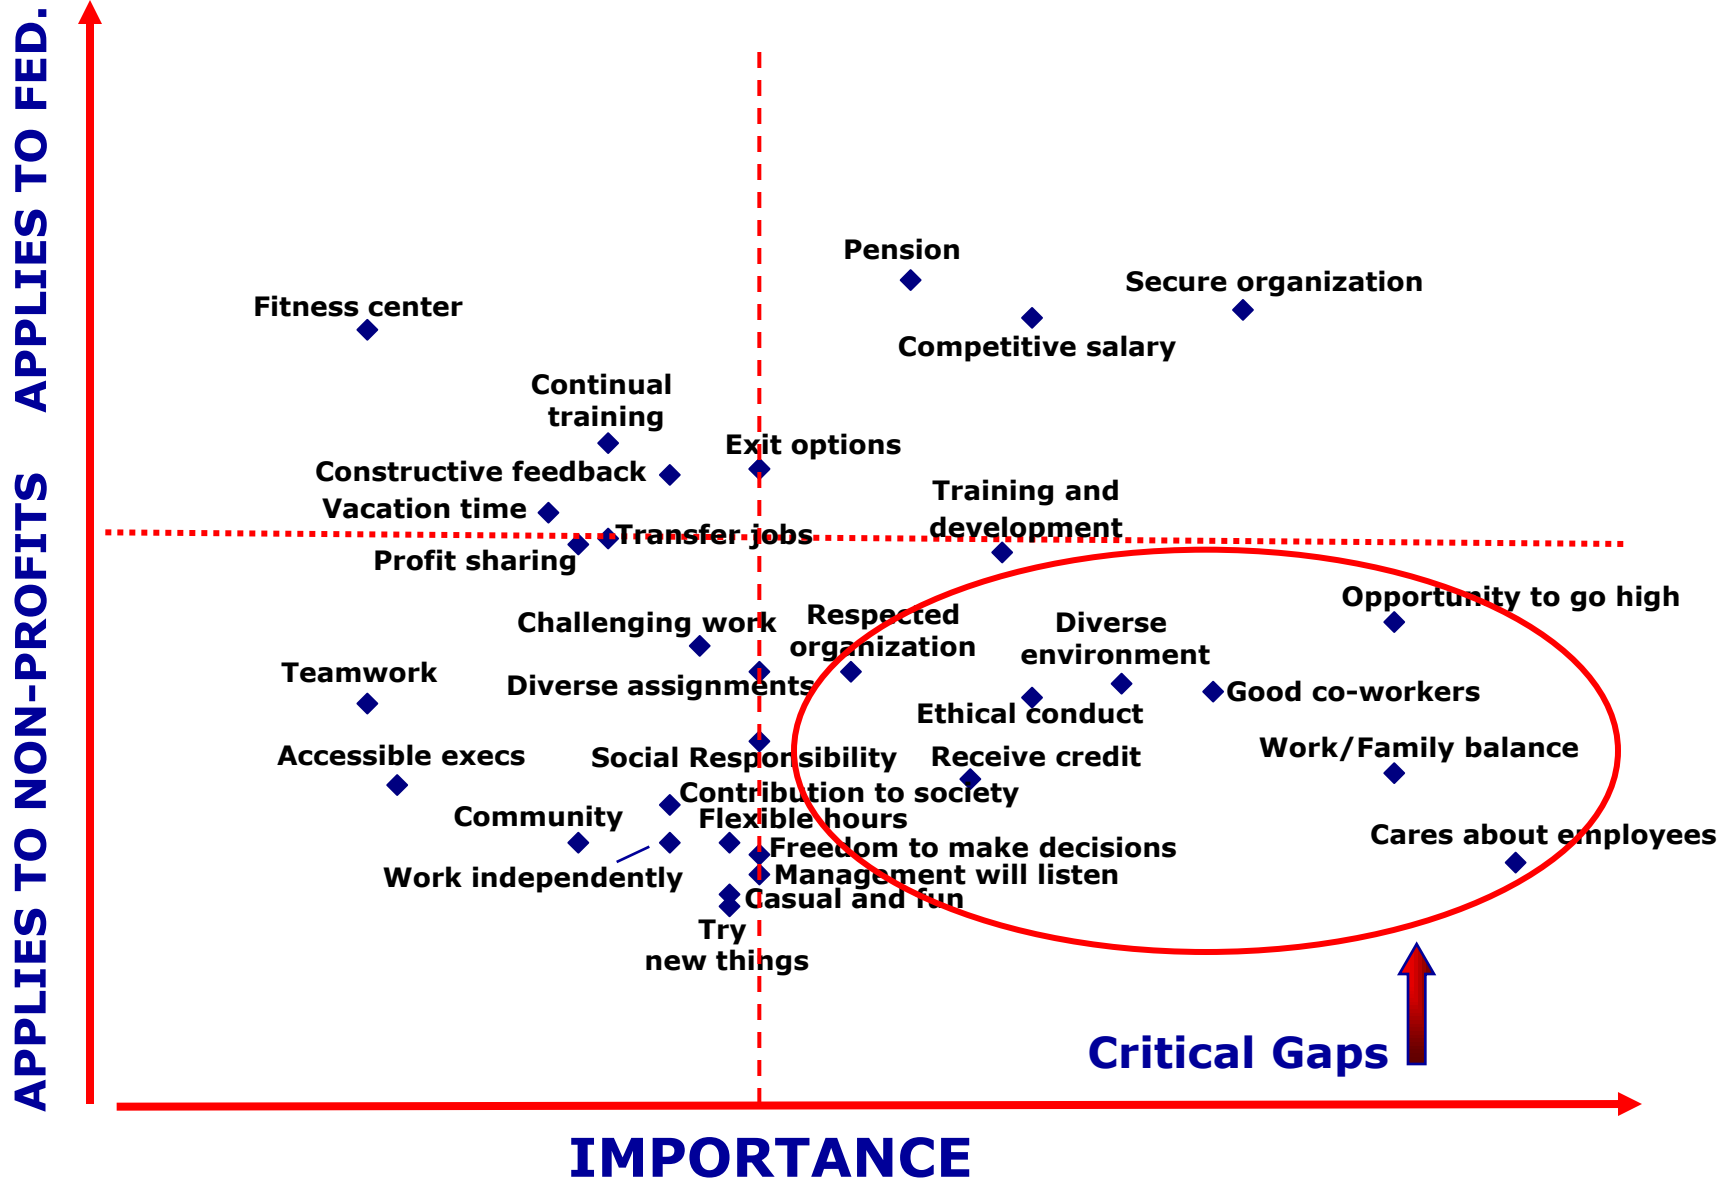 APPLIES TO NON-PROFITS APPLIES TO FED.
Pension
Secure organization
Fitness center
Competitive salary
Continual
training
Exit options
Constructive feedback
Training and
development
Vacation time
Transfer jobs
Profit sharing
Opportunity to go high
Respected
organization
Challenging work
Diverse
environment
Teamwork
Diverse assignments
Good co-workers
Ethical conduct
Work/Family balance
Accessible execs
Social Responsibility
Receive credit
Contribution to society
Community
Flexible hours
Cares about employees
Freedom to make decisions
Work independently
Management will listen
Casual and fun
Try
new things
Critical Gaps
IMPORTANCE